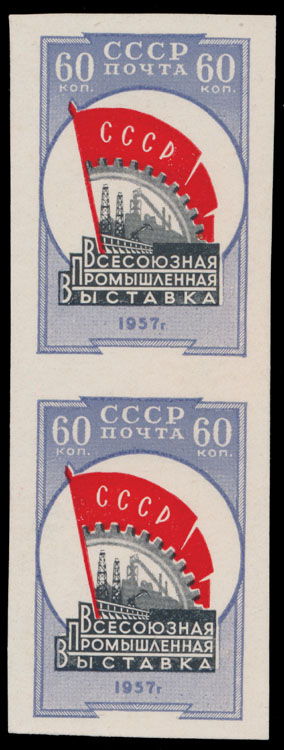 60 СССР 60
КОП. ПОЧТА КОП.
СССР
ВСЕСОЮЗНАЯ
ПРОМЫШЛЕННАЯ
ВЫСТАВКА
1957г
60 СССР 60
КОП. ПОЧТА КОП.
СССР
ВСЕСОЮЗНАЯ
ПРОМЫШЛЕННАЯ
ВЫСТАВКА
1957г